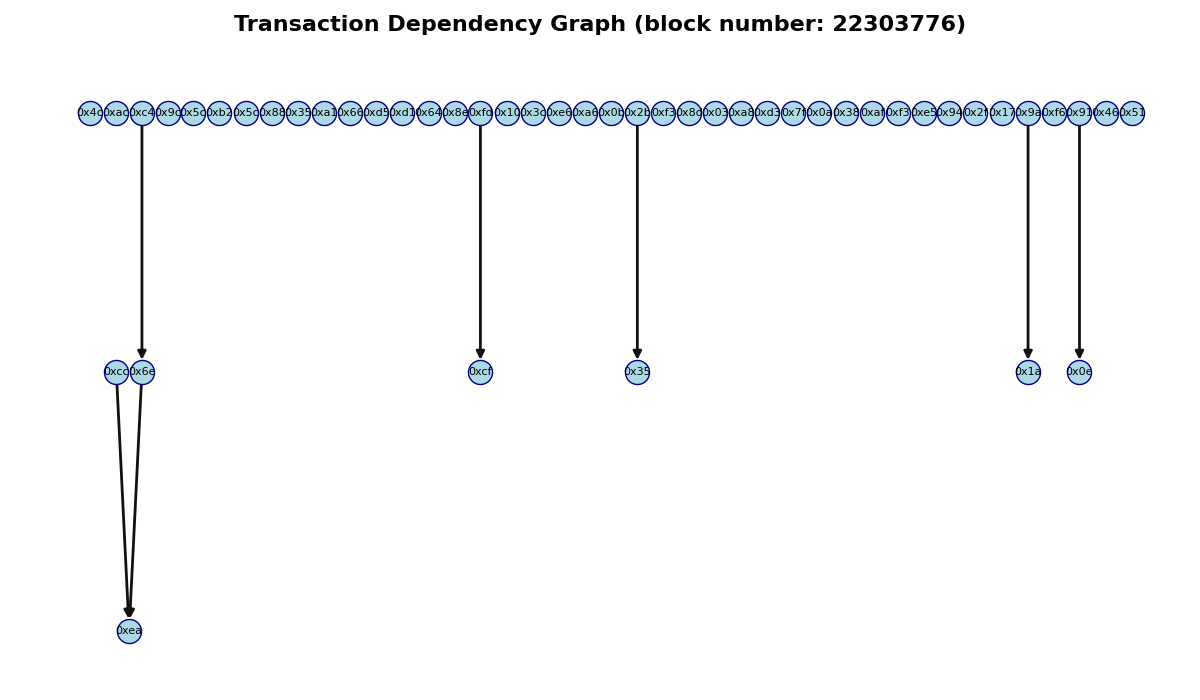 Transaction Dependency Graph (block number: 22303776)
0x4c 0xac 0xc4 0x9c 0x5c 0xb2 0x5c 0x88 0x35 0xa1 0x66 0xd5 0xd1 0x64 0x8e 0xfc 0x10 0x3c 0xe6 0xa6 0x0b 0x2b 0xf3 0x8c 0x03 0xa8 0xd3 0x7f 0x0a 0x38 0xaf 0xf3 0xe5 0x94 0x2f 0x17 0x9a 0xf6 0x91 0x46 0x51
0xcc 0x6e 0xcf 0x35 0x1a 0x0e
0xea